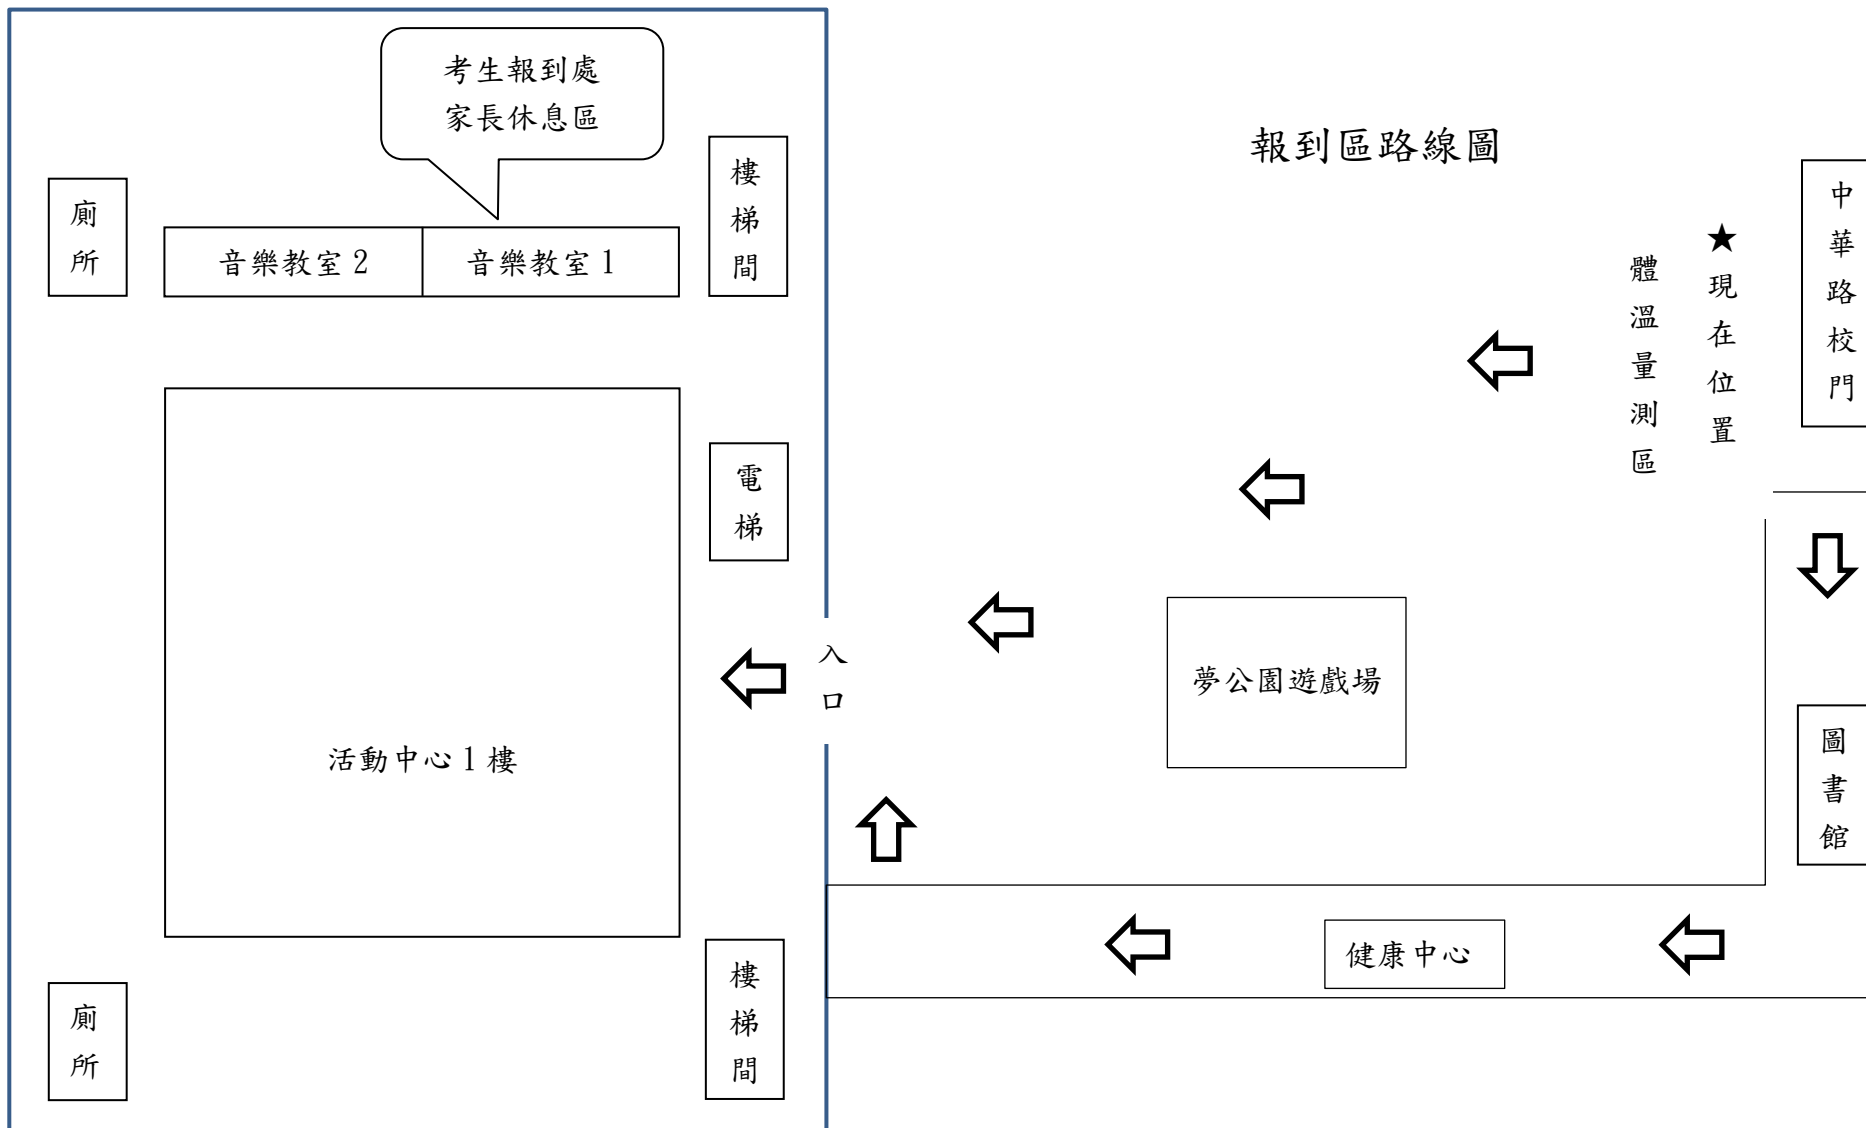 考生報到處
家長休息區
報到區路線圖
廁所
音樂教室 2
音樂教室 1
樓梯間
★現在位置
體溫量測區
中華路校門
電梯
入口
夢公園遊戲場
活動中心 1 樓
圖書館
健康中心
樓梯間
廁所